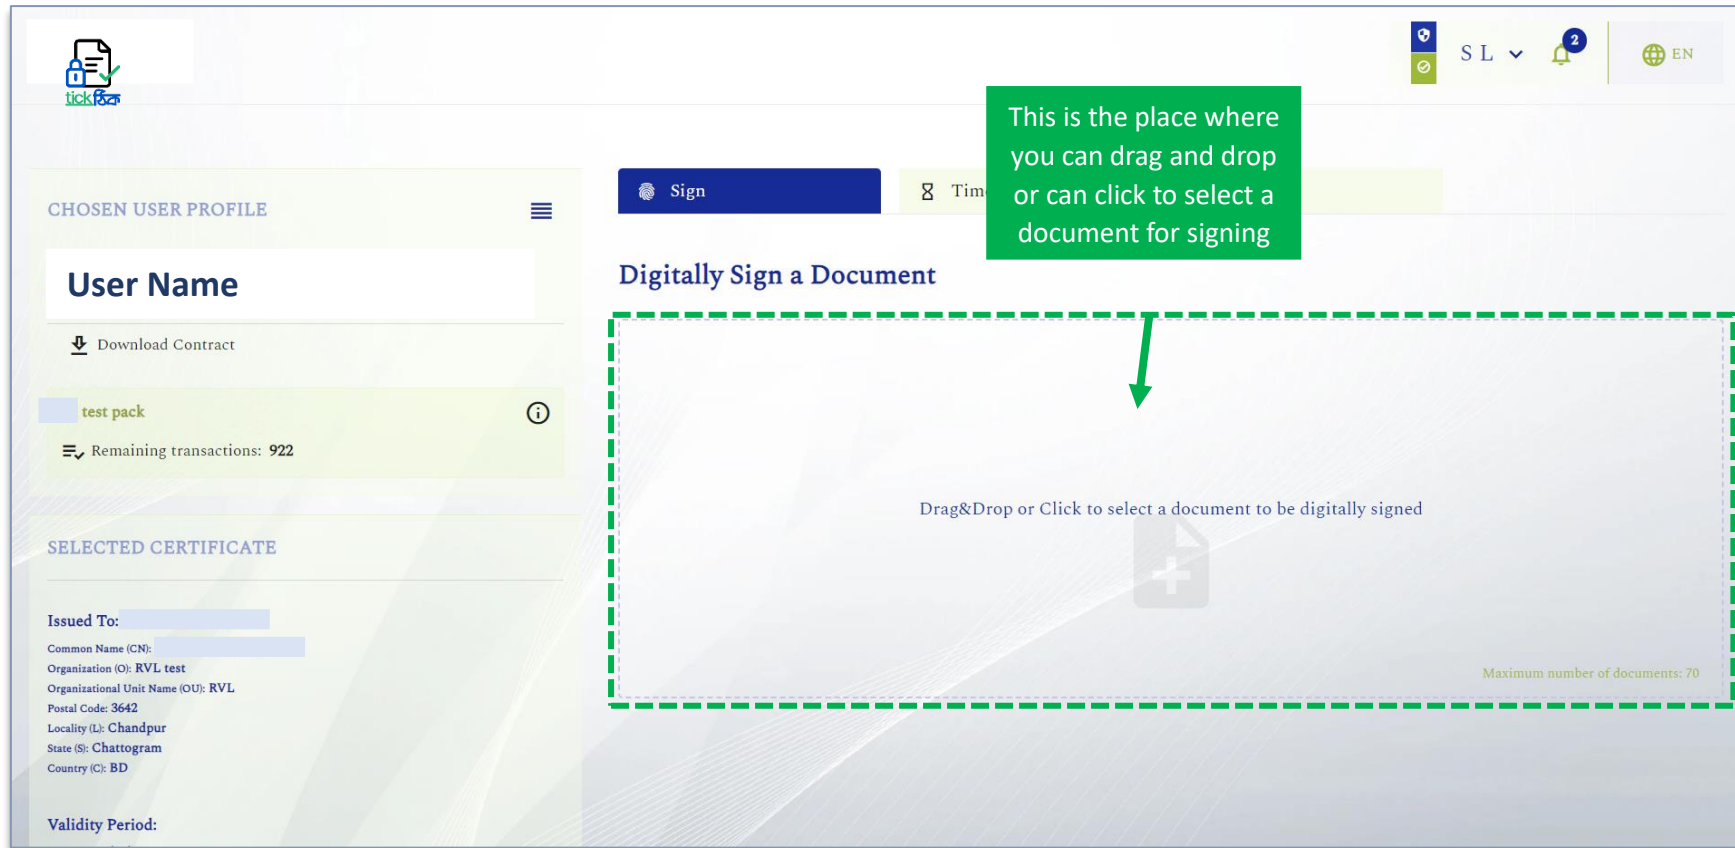 tickঠিক
2
S L
EN
This is the place where
you can drag and drop
or can click to select a
document for signing
CHOSEN USER PROFILE
Sign
User Name
Digitally Sign a Document
Download Contract
test pack
Remaining transactions: 922
Drag&Drop or Click to select a document to be digitally signed
Maximum number of documents: 70
SELECTED CERTIFICATE
Issued To:
Common Name (CN):
Organization (O): RVL test
Organizational Unit Name (OU): RVL
Postal Code: 3642
Locality (L): Chandpur
State (S): Chattogram
Country (C): BD
Validity Period: